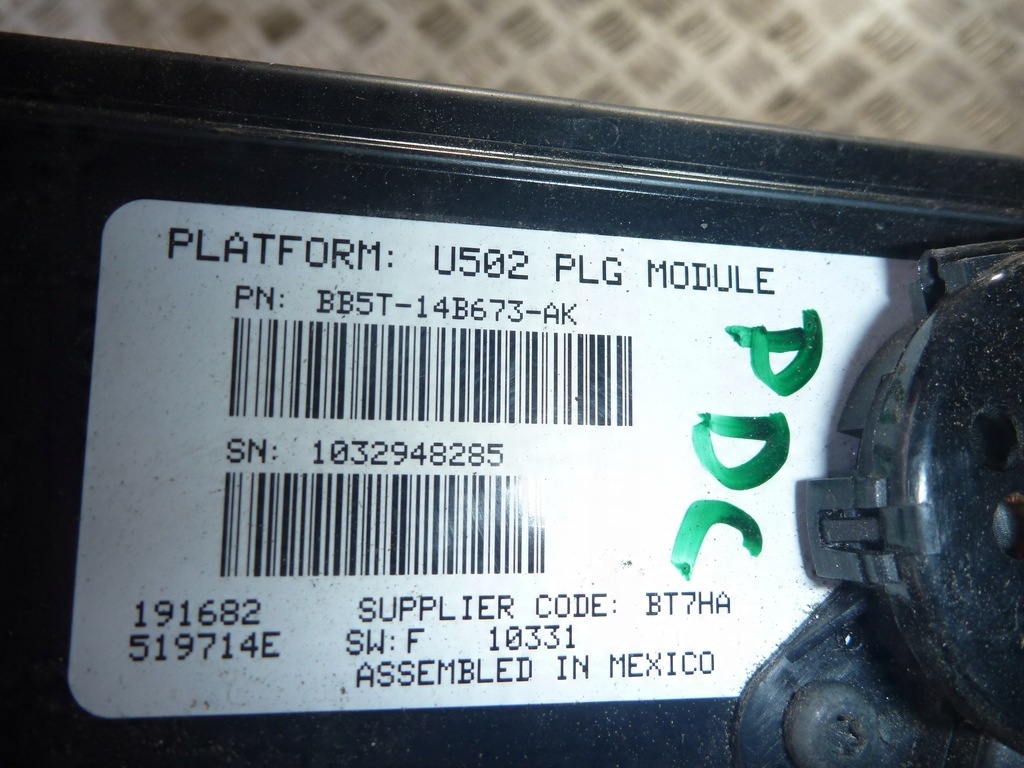 PLATFORM: U502 PLG MODULE
PN: BB5T-14B673-AK
SN: 1032948285
191682
519714E
SUPPLIER CODE: BT7HA
SW:F 10331
ASSEMBLED IN MEXICO
PDC